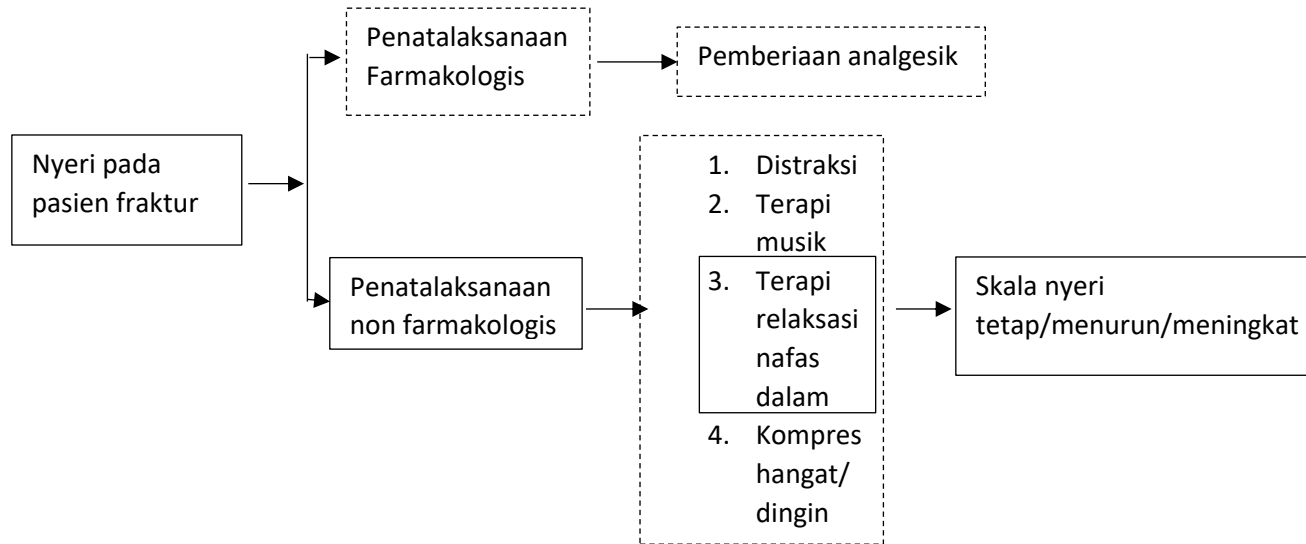 Penatalaksanaan
Farmakologis
Pemberiaan analgesik
Nyeri pada
pasien fraktur
Penatalaksanaan
non farmakologis
1. Distraksi
2. Terapi
musik
3. Terapi
relaksasi
nafas
dalam
4. Kompres
hangat/
dingin
Skala nyeri
tetap/menurun/meningkat